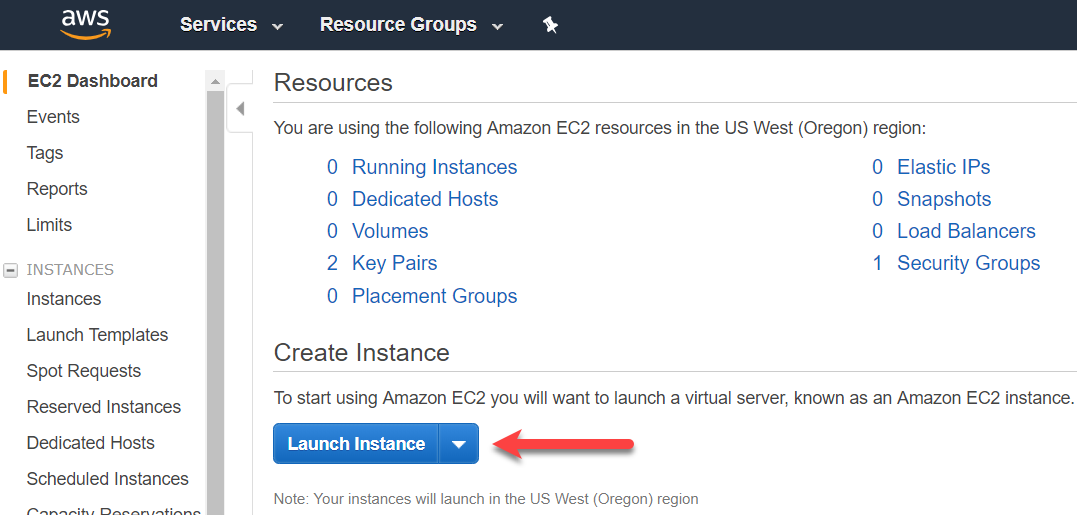 aws
Services
Resource Groups
EC2 Dashboard
Events
Tags
Reports
Limits
INSTANCES
Instances
Launch Templates
Spot Requests
Reserved Instances
Dedicated Hosts
Scheduled Instances
Capacity Reservations
Resources
You are using the following Amazon EC2 resources in the US West (Oregon) region:
0 Running Instances
0 Dedicated Hosts
0 Volumes
2 Key Pairs
0 Placement Groups
0 Elastic IPs
0 Snapshots
0 Load Balancers
1 Security Groups
Create Instance
To start using Amazon EC2 you will want to launch a virtual server, known as an Amazon EC2 instance.
Launch Instance
Note: Your instances will launch in the US West (Oregon) region